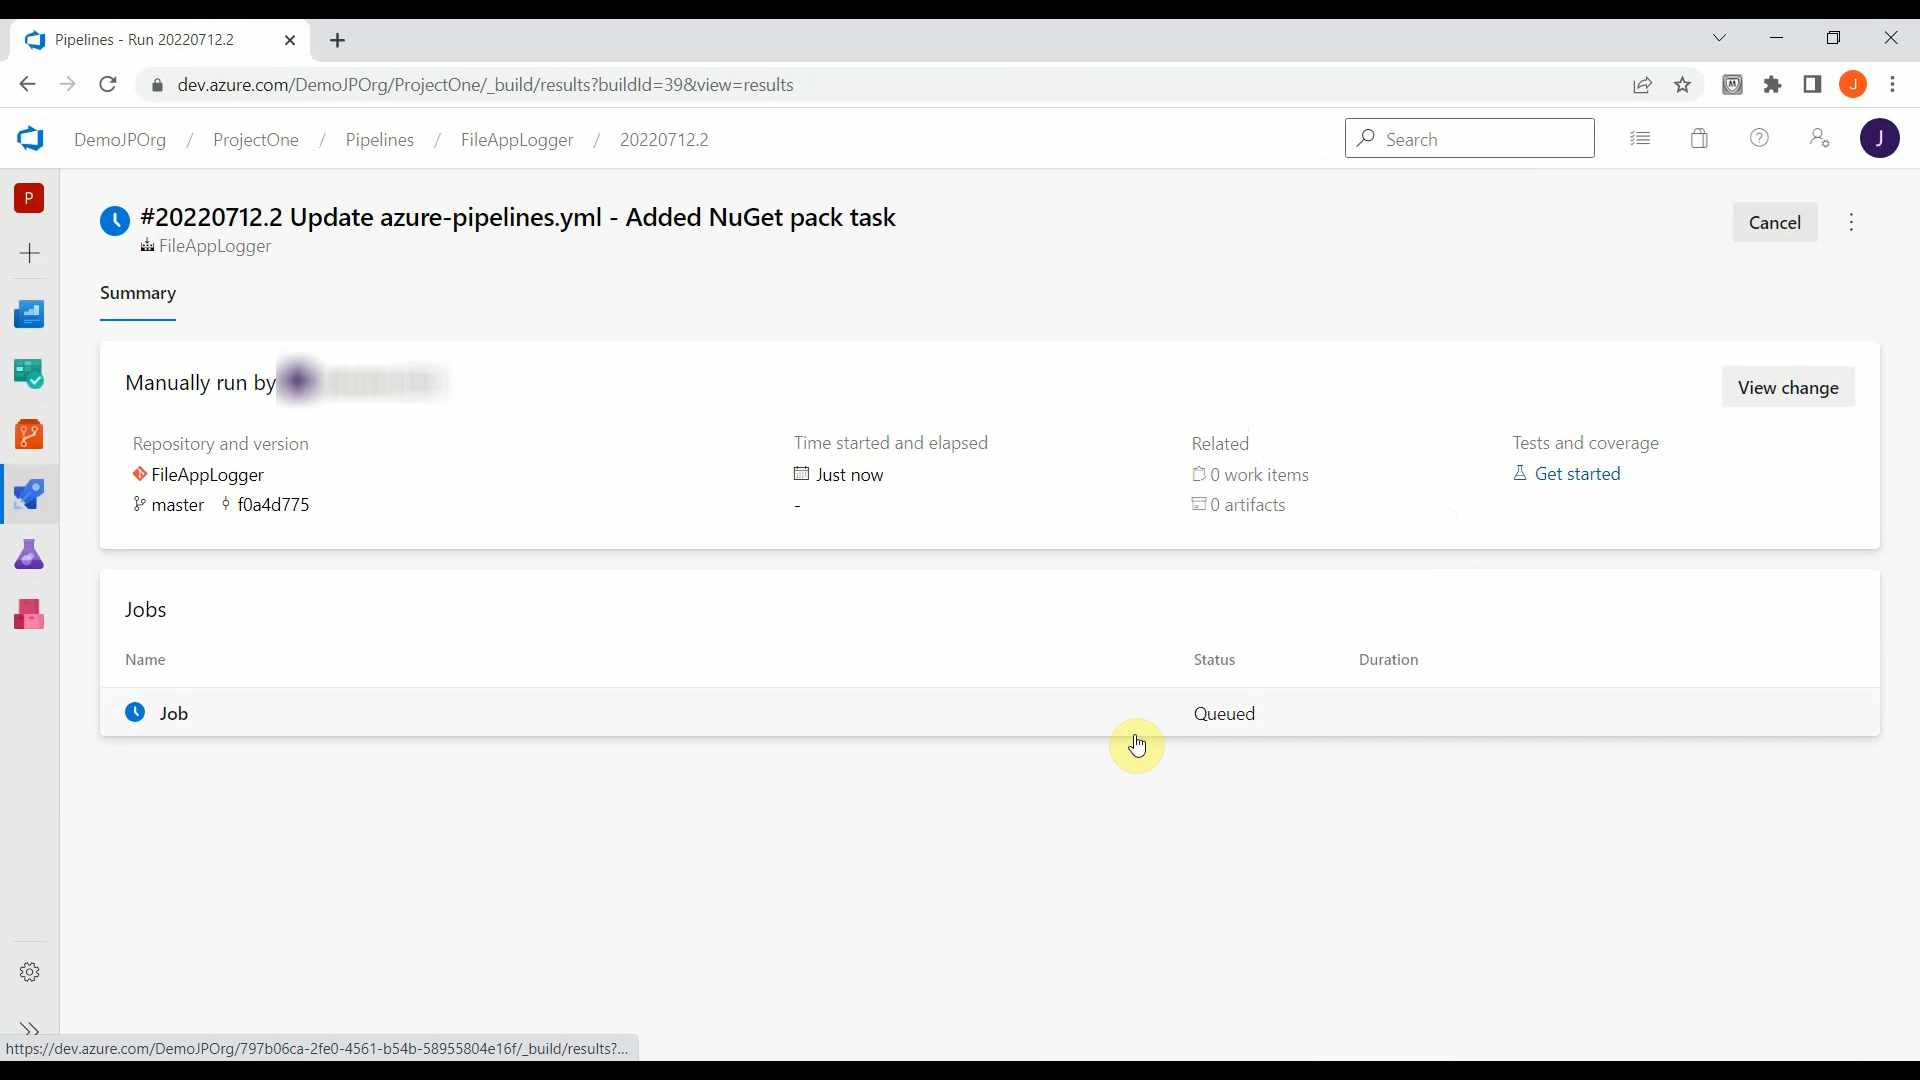 Pipelines - Run 20220712.2
dev.azure.com/DemoJPOrg/ProjectOne/_build/results?buildId=39&view=results
J
DemoJPOrg / ProjectOne / Pipelines / FileAppLogger / 20220712.2
Search
J
P
#20220712.2 Update azure-pipelines.yml - Added NuGet pack task
FileAppLogger
Cancel
Summary
Manually run by
View change
Repository and version
Time started and elapsed
Related
Tests and coverage
FileAppLogger
Just now
0 work items
Get started
master f0a4d775
-
0 artifacts
Jobs
Name Status Duration
Job Queued
https://dev.azure.com/DemoJPOrg/797b06ca-2fe0-4561-b54b-58955804e16f/_build/results?...